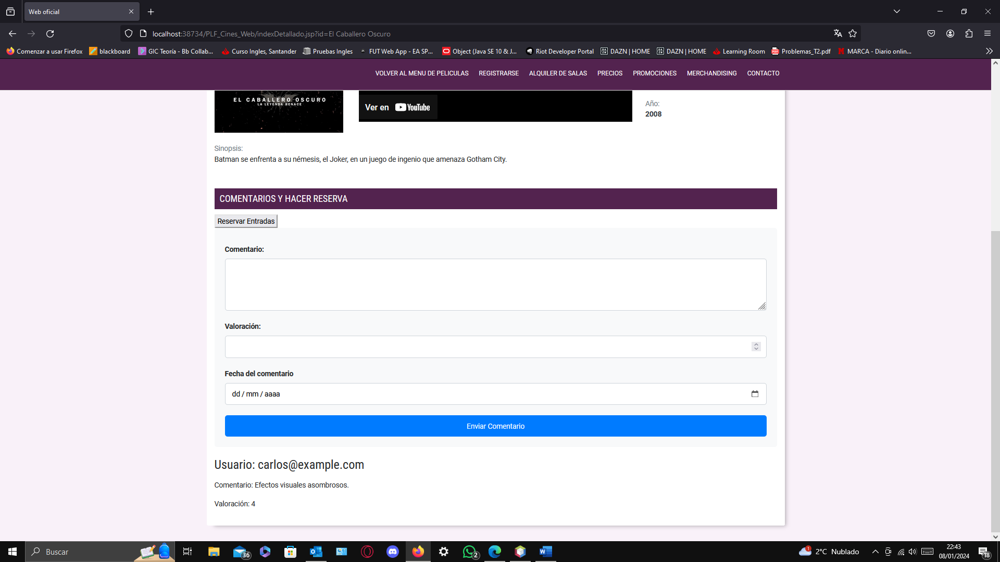 Web oficial
localhost:38734/PLF_Cines_Web/indexDetallado.jsp?id=El Caballero Oscuro
Comenzar a usar Firefox
blackboard
GIC Teoría - Bb Collab...
Curso Ingles, Santander
Pruebas Ingles
FUT Web App - EA SP...
Object (Java SE 10 & J...
Riot Developer Portal
DAZN | HOME
DAZN | HOME
Learning Room
Problemas_T2.pdf
MARCA - Diario onlin...
VOLVER AL MENU DE PELICULAS
REGISTRARSE
ALQUILER DE SALAS
PRECIOS
PROMOCIONES
MERCHANDISING
CONTACTO
EL CABALLERO OSCURO
LA LEYENDA RENACE
Ver en YouTube
Año:
2008
Sinopsis:
Batman se enfrenta a su némesis, el Joker, en un juego de ingenio que amenaza Gotham City.
COMENTARIOS Y HACER RESERVA
Reservar Entradas
Comentario:
Valoración:
Fecha del comentario
dd / mm / aaaa
Enviar Comentario
Usuario: carlos@example.com
Comentario: Efectos visuales asombrosos.
Valoración: 4
Buscar
36
2
1
2°C Nublado
22:43
08/01/2024
18